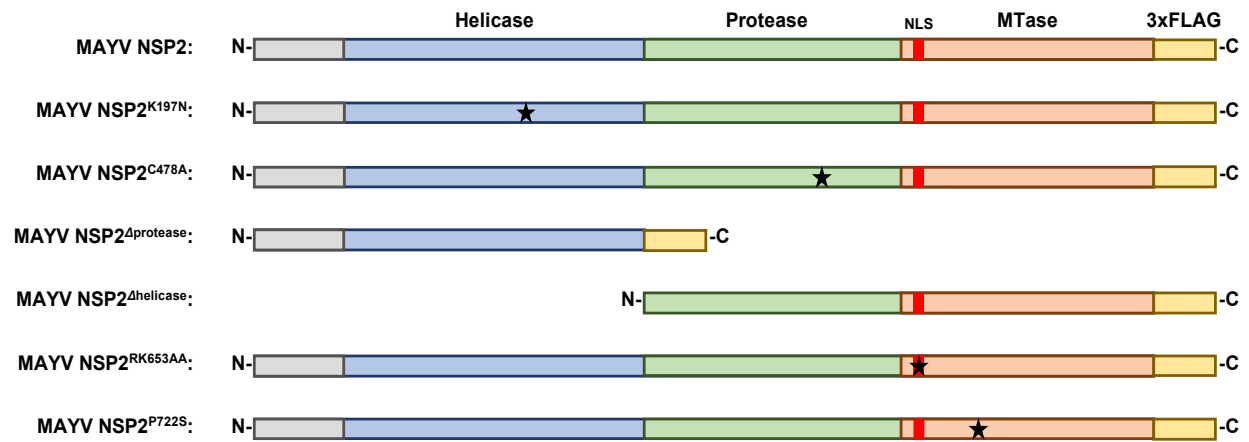 Helicase Protease NLS MTase 3xFLAG
MAYV NSP2: N- -C
MAYV NSP2K197N: N- -C
MAYV NSP2C478A: N- -C
MAYV NSP2Δprotease: N- -C
MAYV NSP2Δhelicase: N- -C
MAYV NSP2RK653AA: N- -C
MAYV NSP2P722S: N- -C